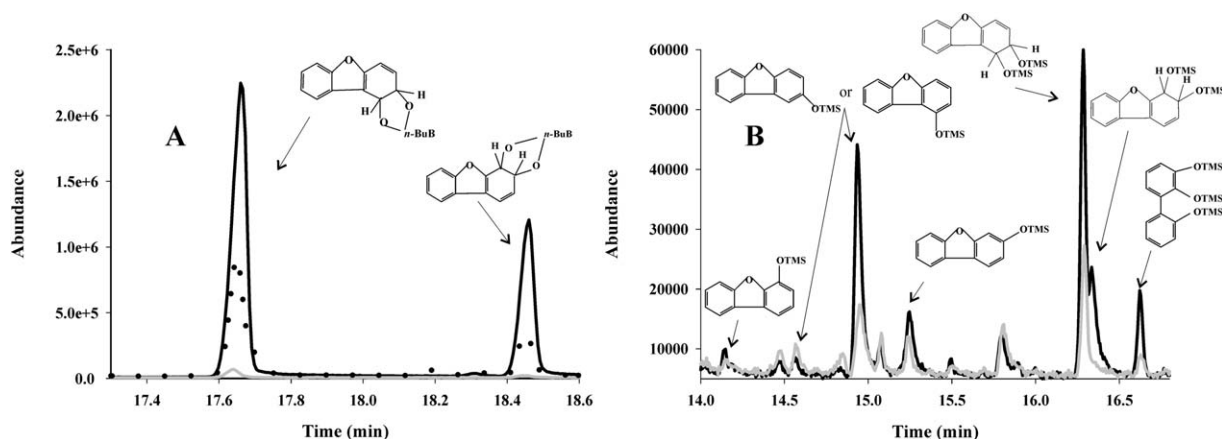 A
Abundance
2.5e+6
2.0e+6
1.5e+6
1.0e+6
5.0e+5
0.0
17.4
17.6
17.8
18.0
18.2
18.4
18.6
Time (min)
O
H
H
O
O
n-BuB
O
H
H
O
O
n-BuB
B
Abundance
60000
50000
40000
30000
20000
10000
14.0
14.5
15.0
15.5
16.0
16.5
Time (min)
O
OTMS
or
O
OTMS
O
H
H
OTMS
OTMS
O
OTMS
H
H
OTMS
OTMS
OTMS
OTMS
O
OTMS
O
OTMS